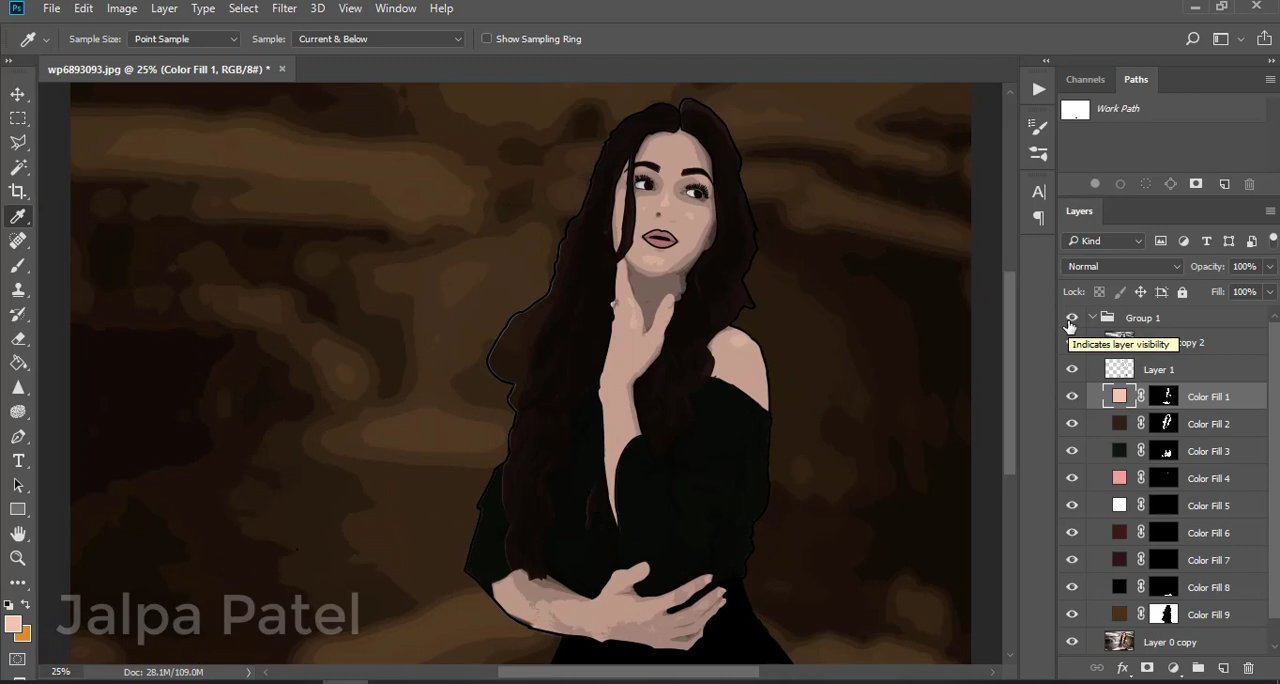 Ps File Edit Image Layer Type Select Filter 3D View Window Help
Sample Size: Point Sample Sample: Current & Below Show Sampling Ring
wp6893093.jpg @ 25% (Color Fill 1, RGB/8#) * ×
Channels Paths
Work Path
Layers
Kind
Normal Opacity: 100%
Lock: Fill: 100%
Group 1
copy 2
Indicates layer visibility
Layer 1
Color Fill 1
Color Fill 2
Color Fill 3
Color Fill 4
Color Fill 5
Color Fill 6
Color Fill 7
Color Fill 8
Color Fill 9
Layer 0 copy
Jalpa Patel
25% Doc: 28.1M/109.0M